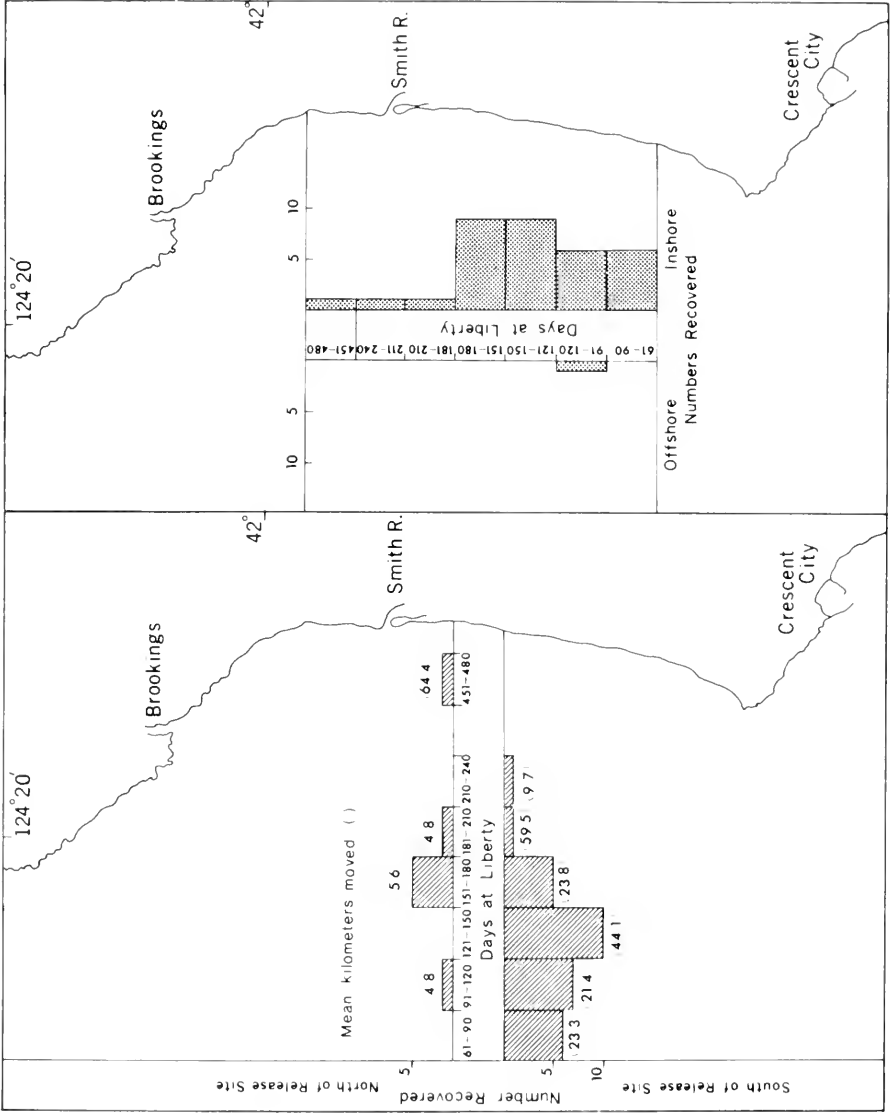 124°20′
42°
Brookings
Smith R.
Crescent
City
Mean kilometers moved ( )
4 8
5 6
4 8
64 4
61-90
91-120
121-150
151-180
181-210
210-240
451-480
Days at Liberty
23 3
21 4
44 1
23 8
59 5
9 7
5
5
10
Number Recovered
North of Release Site
South of Release Site
124°20′
42°
Brookings
Smith R.
Crescent
City
10
5
5
10
Days at Liberty
61-90
91-120
121-150
151-180
181-210
211-240
451-480
Offshore
Inshore
Numbers Recovered